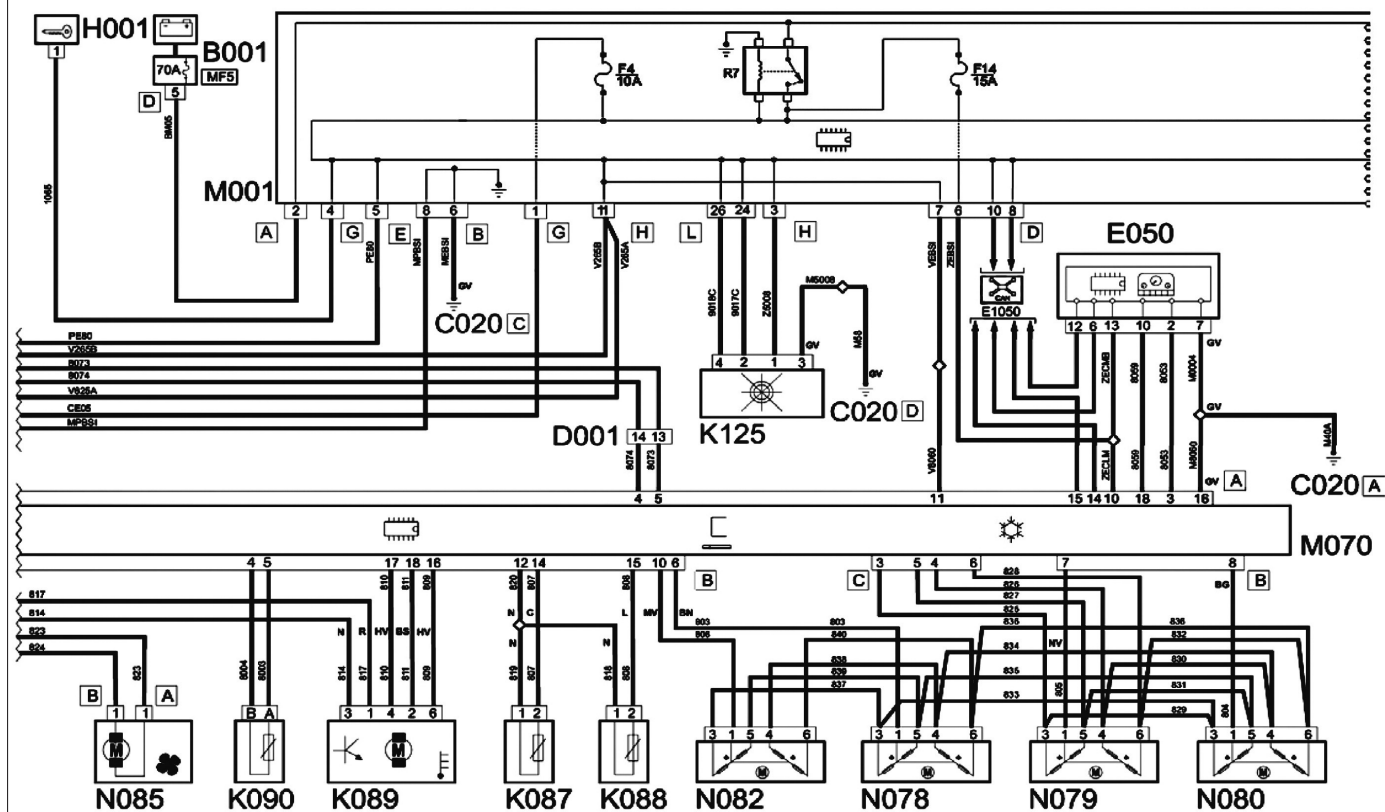 H001
1
B001
70A
MF5
5
D
BM05
1065
F4
10A
R7
F14
15A
M001
2 4 5 8 6 1 11 26 24 3 7 6 10 8
A G E B G H L H D
PE80 MPBSI MEBSI V265B V265A 9018C 9017C Z5008 VEBSI ZEBSI
GV
C020 C
M5008
M58
GV
GV
C020 D
CAN
E1050
E050
12 6 13 10 2 7
GV
ZECMB 8059 8053 M0004
GV
M40A
C020 A
PE80
V265B
8073
8074
V625A
CE05
MPBSI
D001 14 13
8074 8073
4 2 1 3
K125
V8060
ZECLM 8059 8053 M8050
GV
A
4 5 11 15 14 10 18 3 16
M070
4 5 17 18 16 12 14 15 10 6 3 5 4 6 7 8
B C B
817
814
823
824
8004 8003
N R HV BS HV
810 811 809
814 817 810 811 809
820 807
N C
N
819 807
808
L
N
818 808
MV BN
803 803
806 840
838
839
837
828
826
827
825
835
NV
834
835
833
805
BG
836
832
830
831
829
804
823
B 1 1 A
M
N085
B A
K090
3 1 4 2 6
M
K089
1 2
K087
1 2
K088
3 1 5 4 6
M
N082
3 1 5 4 6
M
N078
3 1 5 4 6
M
N079
3 1 5 4 6
M
N080